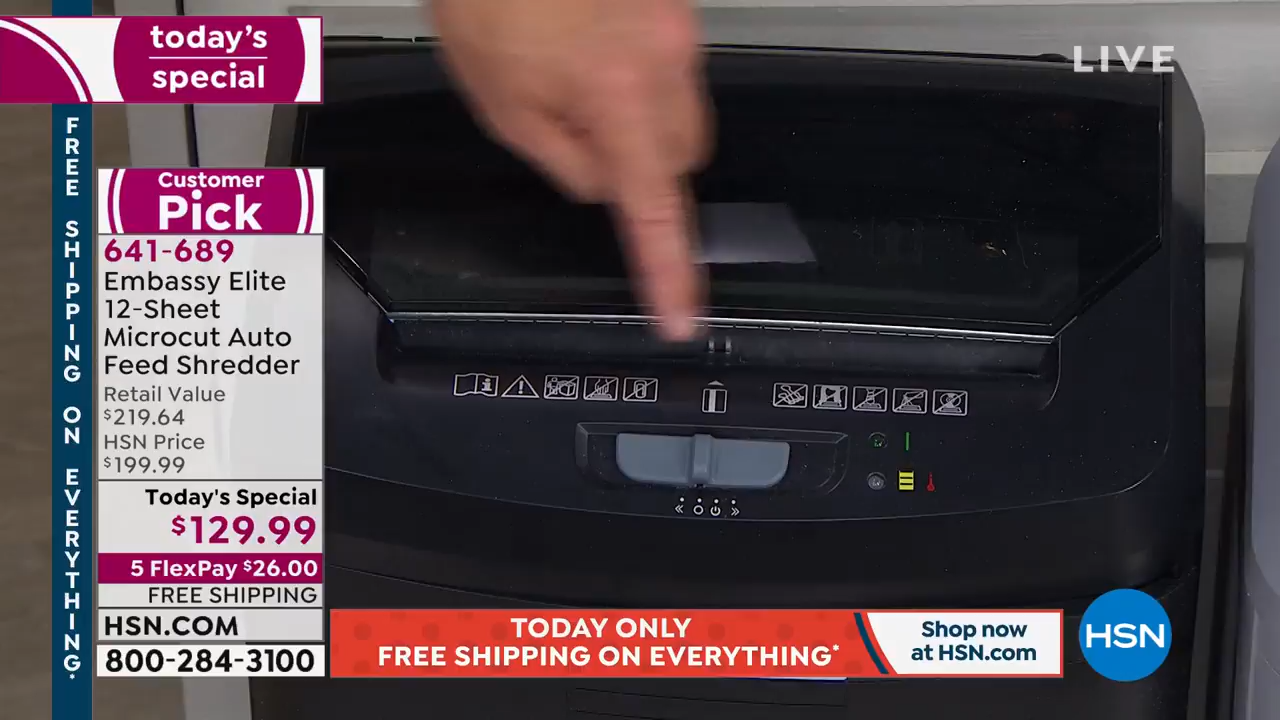 today's
special
LIVE
FREE SHIPPING ON EVERYTHING*
Customer
Pick
641-689
Embassy Elite
12-Sheet
Microcut Auto
Feed Shredder
Retail Value
$219.64
HSN Price
$199.99
Today's Special
$129.99
5 FlexPay $26.00
FREE SHIPPING
HSN.COM
800-284-3100
TODAY ONLY
FREE SHIPPING ON EVERYTHING*
Shop now
at HSN.com
HSN